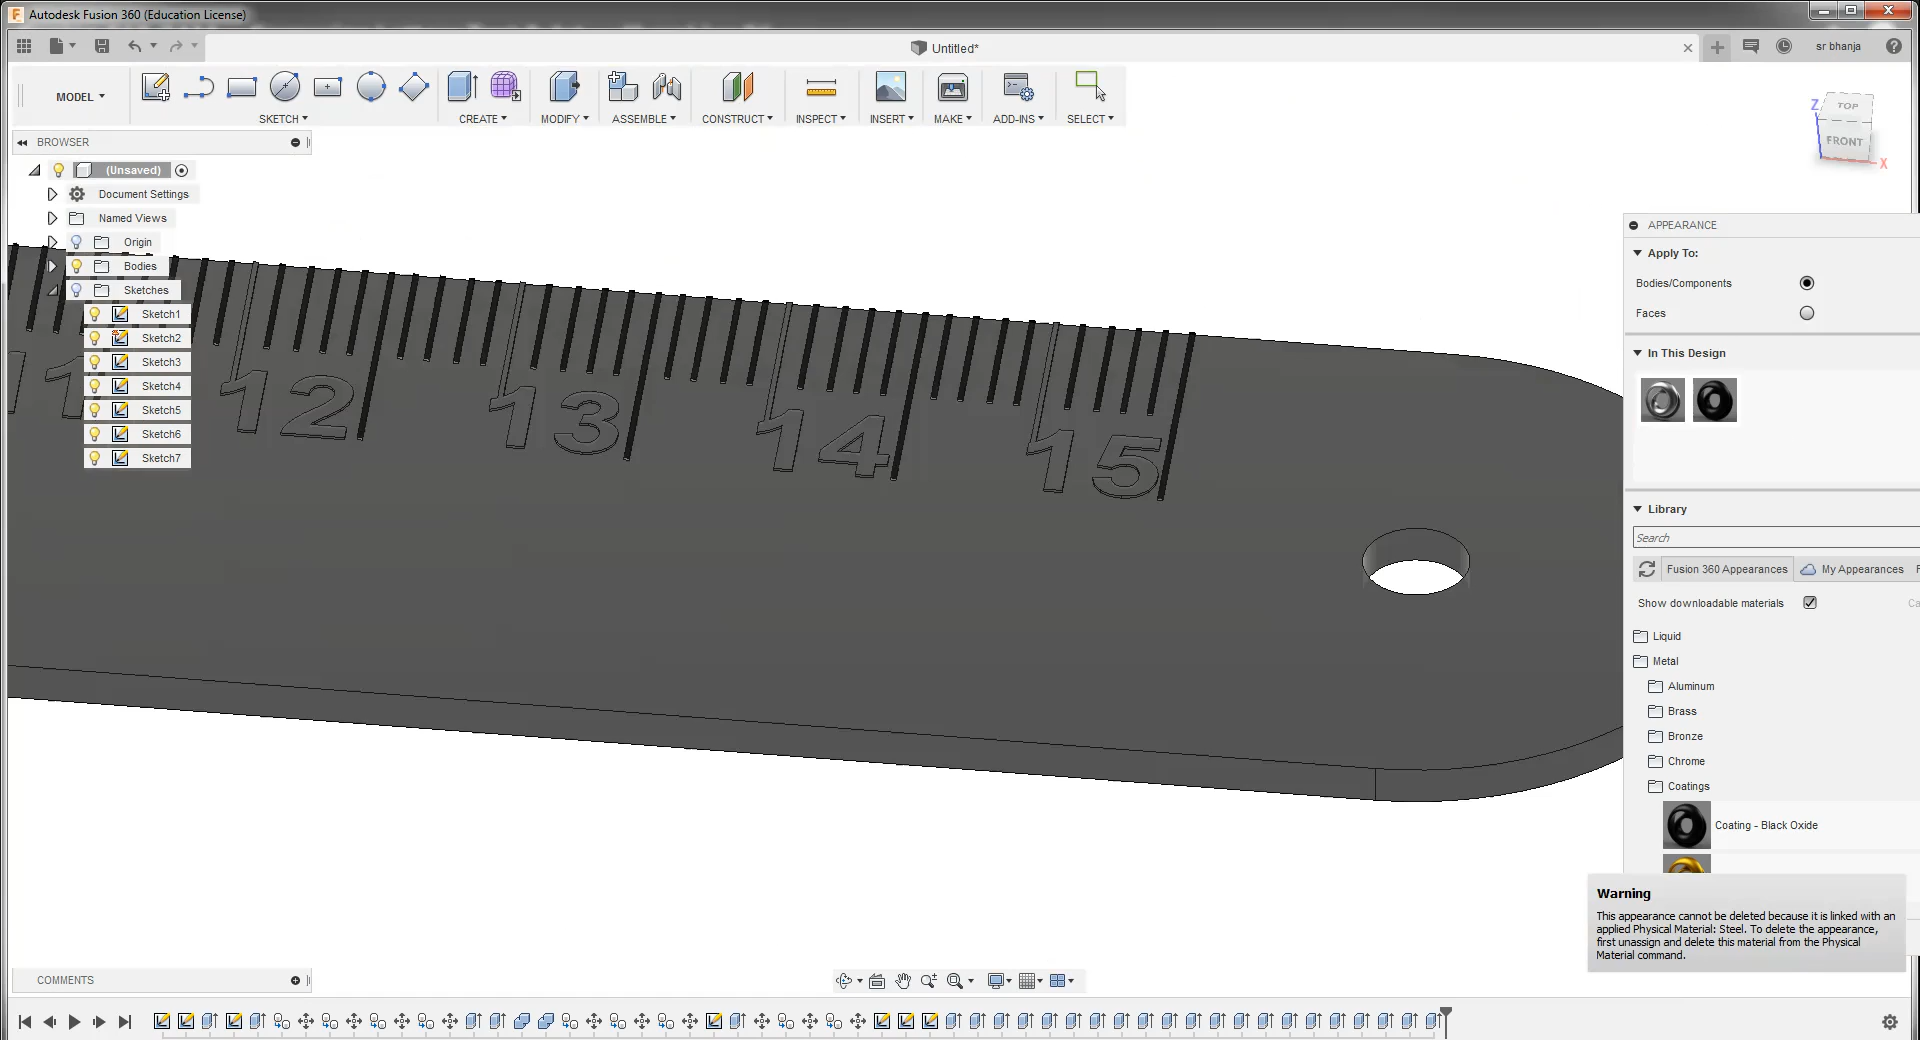 Autodesk Fusion 360 (Education License)
Untitled*
sr bhanja
MODEL
SKETCH
CREATE
MODIFY
ASSEMBLE
CONSTRUCT
INSPECT
INSERT
MAKE
ADD-INS
SELECT
TOP
FRONT
Z
X
BROWSER
(Unsaved)
Document Settings
Named Views
Origin
Bodies
Sketches
Sketch1
Sketch2
Sketch3
Sketch4
Sketch5
Sketch6
Sketch7
12
13
14
15
APPEARANCE
Apply To:
Bodies/Components
Faces
In This Design
Library
Search
Fusion 360 Appearances
My Appearances
Show downloadable materials
Liquid
Metal
Aluminum
Brass
Bronze
Chrome
Coatings
Coating - Black Oxide
Warning
This appearance cannot be deleted because it is linked with an
applied Physical Material: Steel. To delete the appearance,
first unassign and delete this material from the Physical
Material command.
COMMENTS